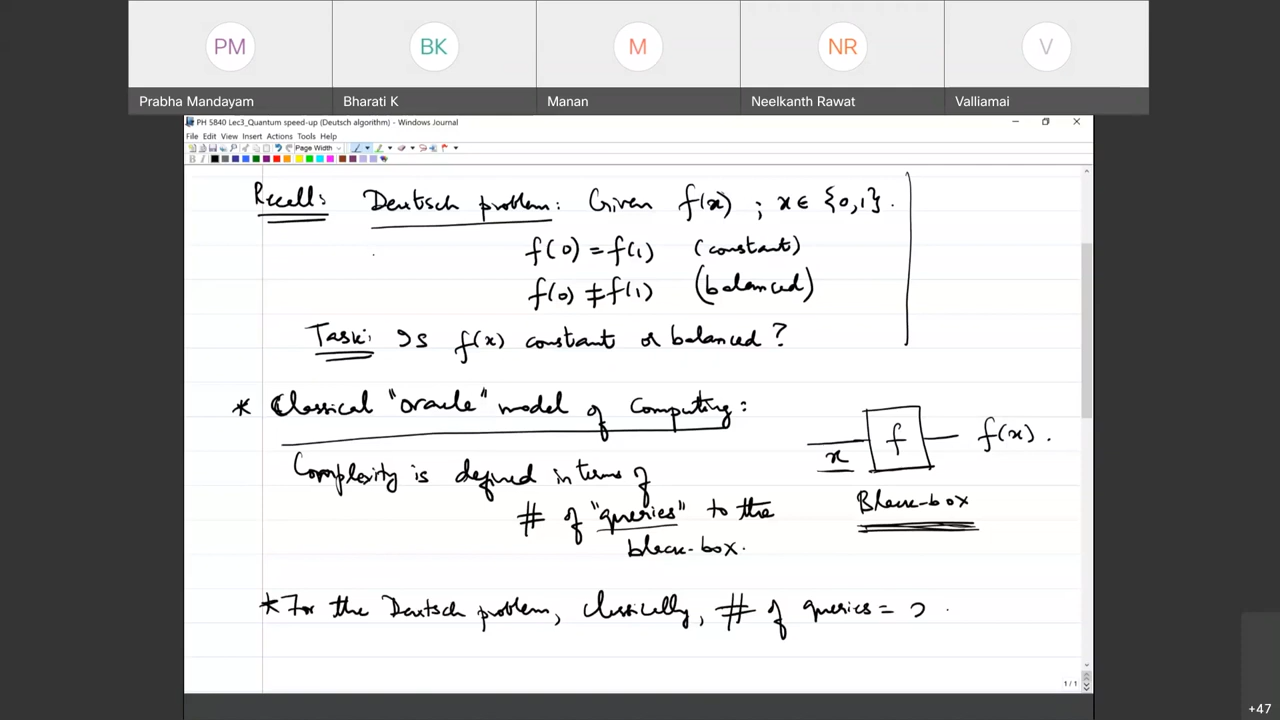 PM
BK
M
NR
V
Prabha Mandayam
Bharati K
Manan
Neelkanth Rawat
Valliamai
PH 5840 Lec3_Quantum speed-up (Deutsch algorithm) - Windows Journal
File Edit View Insert Actions Tools Help
Page Width
B I
Recall: Deutsch problem: Given f(x) ; x ∈ {0,1}.
f(0) = f(1) (constant)
f(0) ≠ f(1) (balanced)
Task: Is f(x) constant or balanced?
* Classical "oracle" model of Computing:
x f f(x).
Black-box
Complexity is defined in terms of
# of "queries" to the
black-box.
* For the Deutsch problem, classically, # of queries = 2.
1 / 1
+47